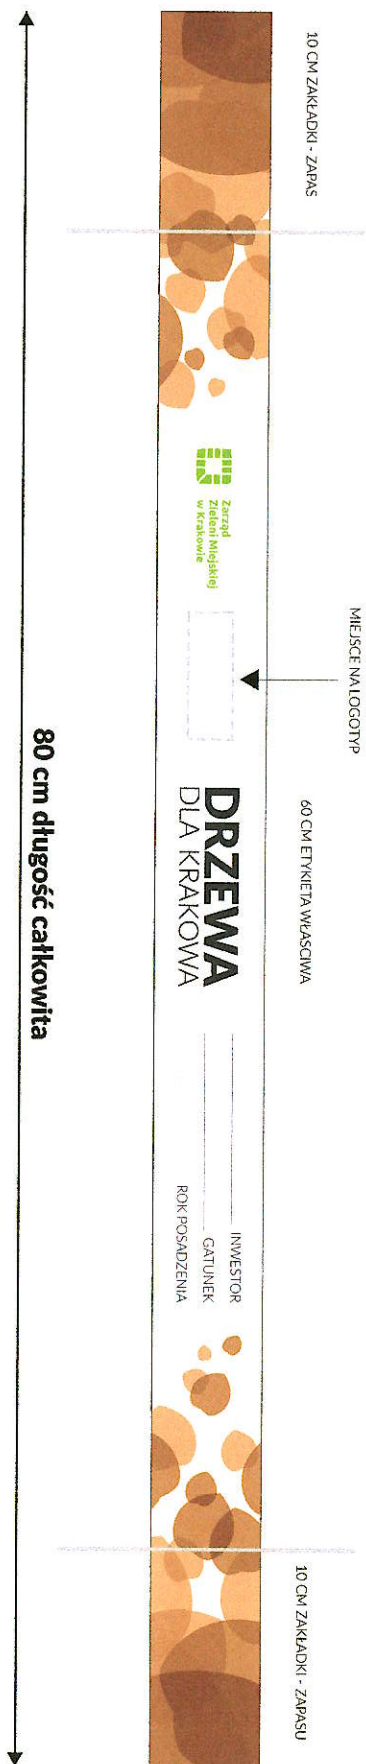 10 CM ZAKŁADKI - ZAPAS
MIEJSCE NA LOGOTYP
60 CM ETYKIETA WŁAŚCIWA
10 CM ZAKŁADKI - ZAPASU
Zarząd
Zieleni Miejskiej
w Krakowie
DRZEWA
DLA KRAKOWA
INWESTOR
GATUNEK
ROK POSADZENIA
80 cm długość całkowita